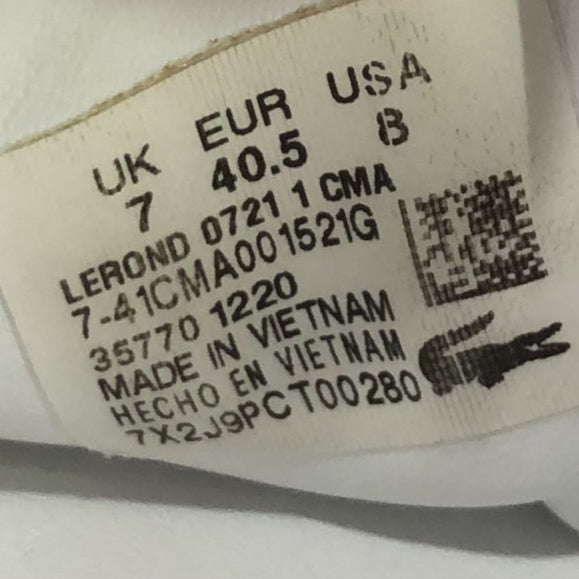 UK EUR USA
7 40.5 8
LEROND 0721 1 CMA
7-41CMA001521G
35770 1220
MADE IN VIETNAM
HECHO EN VIETNAM
7X2J9PCT00280